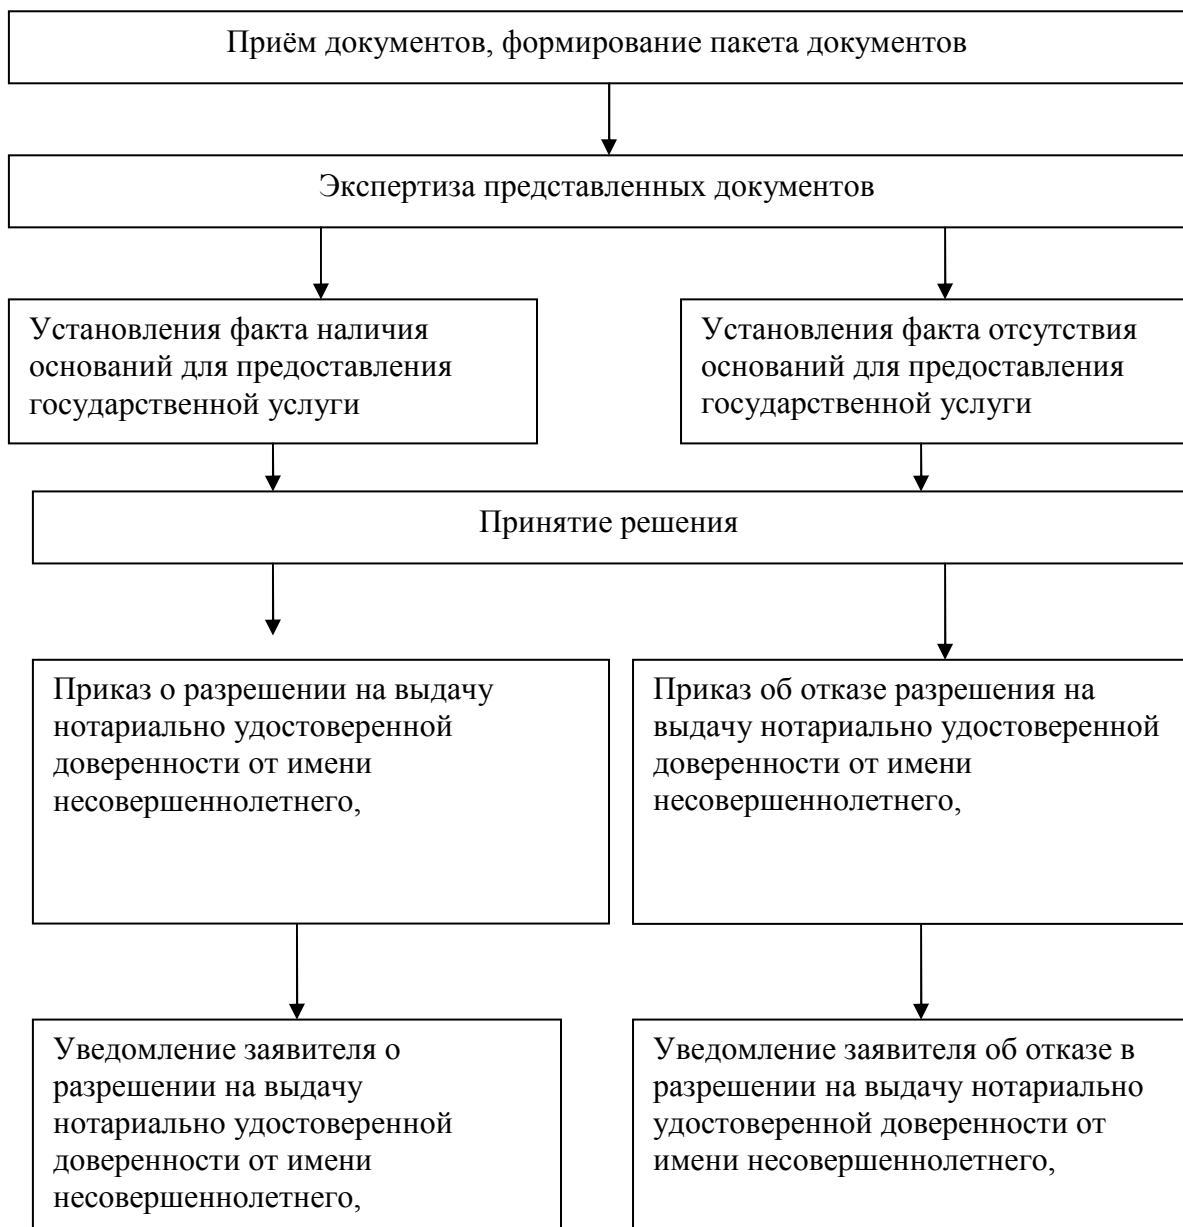 Приём документов, формирование пакета документов
Экспертиза представленных документов
Установления факта наличия
оснований для предоставления
государственной услуги
Установления факта отсутствия
оснований для предоставления
государственной услуги
Принятие решения
Приказ о разрешении на выдачу
нотариально удостоверенной
доверенности от имени
несовершеннолетнего,
Приказ об отказе разрешения на
выдачу нотариально удостоверенной
доверенности от имени
несовершеннолетнего,
Уведомление заявителя о
разрешении на выдачу
нотариально удостоверенной
доверенности от имени
несовершеннолетнего,
Уведомление заявителя об отказе в
разрешении на выдачу нотариально
удостоверенной доверенности от
имени несовершеннолетнего,